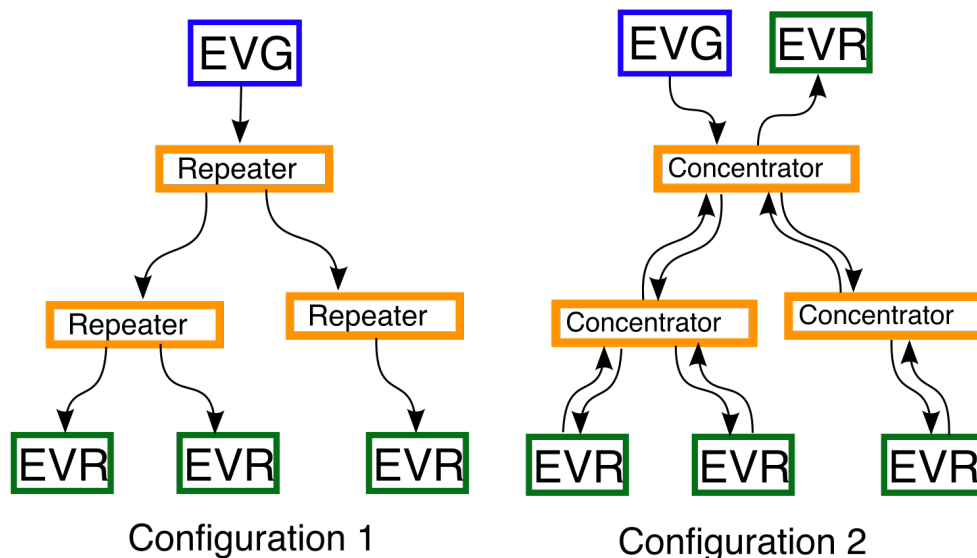 EVG
Repeater
Repeater
Repeater
EVR
EVR
EVR
Configuration 1
EVG
EVR
Concentrator
Concentrator
Concentrator
EVR
EVR
EVR
Configuration 2